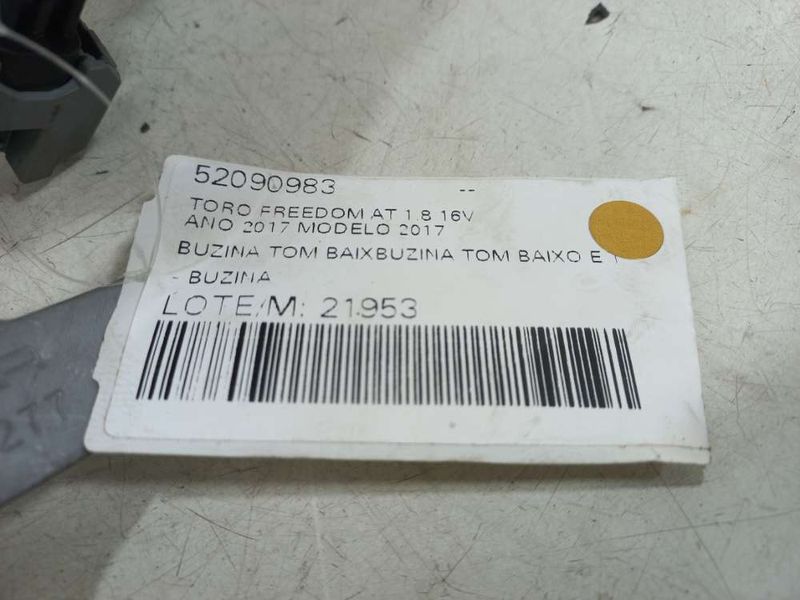 52090983 --
TORO FREEDOM AT 1.8 16V
ANO 2017 MODELO 2017
BUZINA TOM BAIXBUZINA TOM BAIXO E
- BUZINA
LOTE/M: 21953